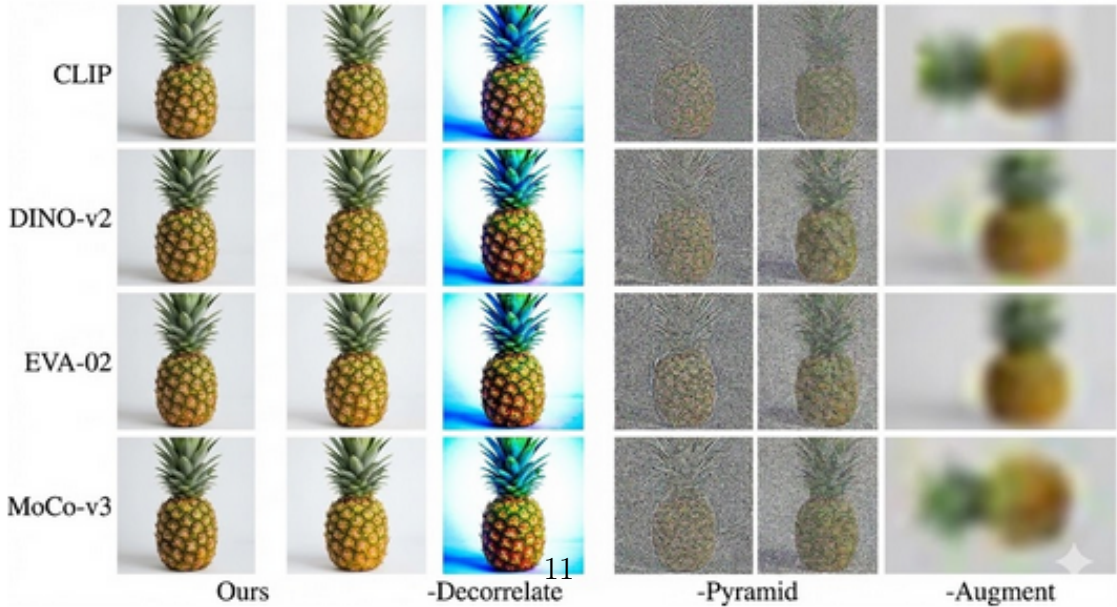 CLIP
DINO-v2
EVA-02
MoCo-v3
11
Ours -Decorrelate -Pyramid -Augment